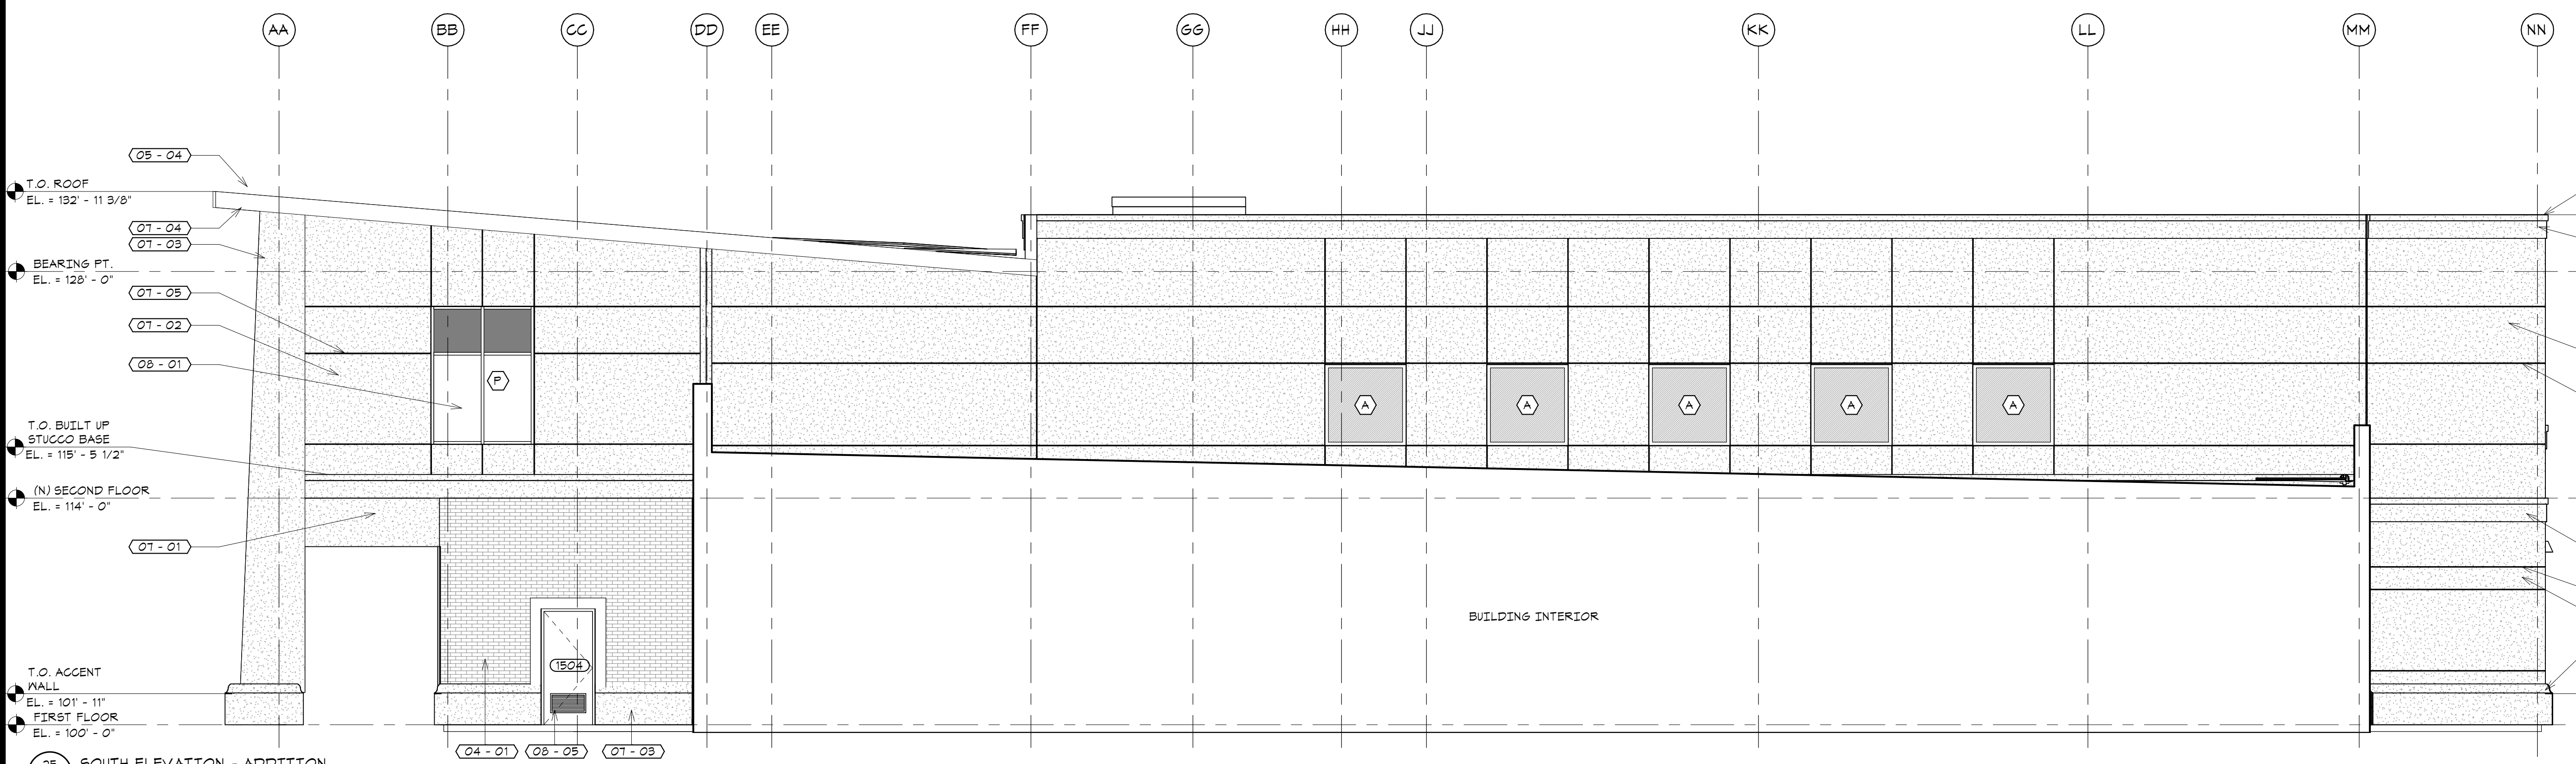 AA BB CC DD EE FF GG HH JJ KK LL MM NN
05 - 04
T.O. ROOF
EL. = 132' - 11 3/8"
07 - 04
07 - 03
BEARING PT.
EL. = 128' - 0"
07 - 05
07 - 02
08 - 01
P
A A A A A
T.O. BUILT UP
STUCCO BASE
EL. = 115' - 5 1/2"
(N) SECOND FLOOR
EL. = 114' - 0"
07 - 01
BUILDING INTERIOR
1504
T.O. ACCENT
WALL
EL. = 101' - 11"
FIRST FLOOR
EL. = 100' - 0"
04 - 01 08 - 05 07 - 03
SOUTH ELEVATION - ADDITION